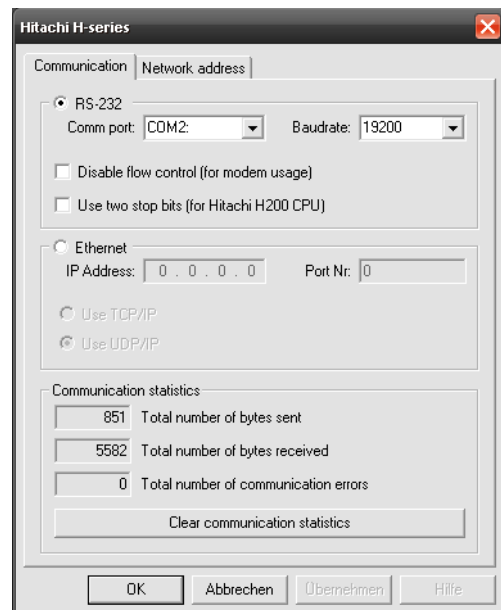 Hitachi H-series
Communication Network address
RS-232
Comm port: COM2: Baudrate: 19200
Disable flow control (for modem usage)
Use two stop bits (for Hitachi H200 CPU)
Ethernet
IP Address: 0 . 0 . 0 . 0 Port Nr: 0
Use TCP/IP
Use UDP/IP
Communication statistics
851 Total number of bytes sent
5582 Total number of bytes received
0 Total number of communication errors
Clear communication statistics
OK Abbrechen Übernehmen Hilfe